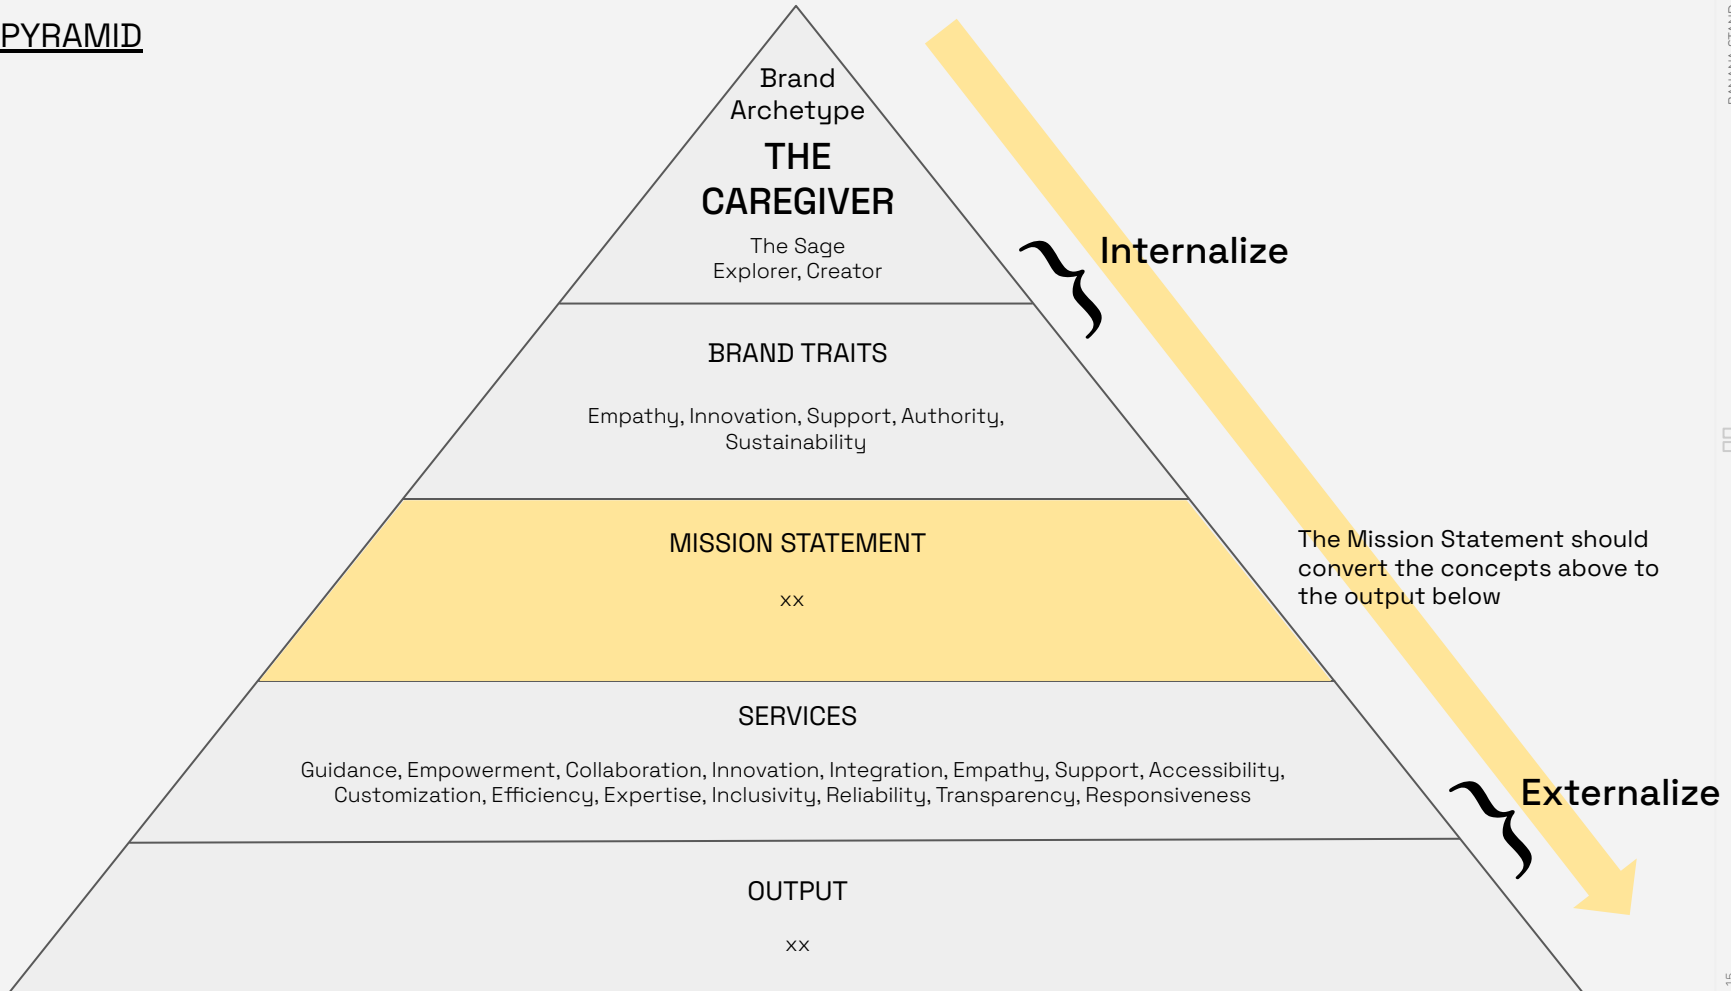 PYRAMID
Brand
Archetype
THE
CAREGIVER
The Sage
Explorer, Creator
Internalize
BRAND TRAITS
Empathy, Innovation, Support, Authority,
Sustainability
MISSION STATEMENT
xx
The Mission Statement should
convert the concepts above to
the output below
SERVICES
Guidance, Empowerment, Collaboration, Innovation, Integration, Empathy, Support, Accessibility,
Customization, Efficiency, Expertise, Inclusivity, Reliability, Transparency, Responsiveness
Externalize
OUTPUT
xx